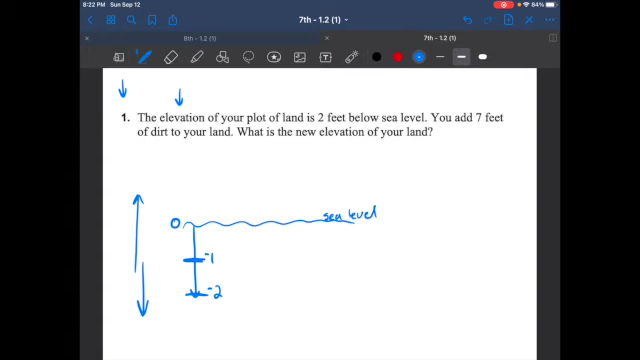 8:22 PM Sun Sep 12
84%
7th - 1.2 (1)
8th - 1.2 (1)
7th - 1.2 (1)
1. The elevation of your plot of land is 2 feet below sea level. You add 7 feet
of dirt to your land. What is the new elevation of your land?
sea level
0
-1
-2